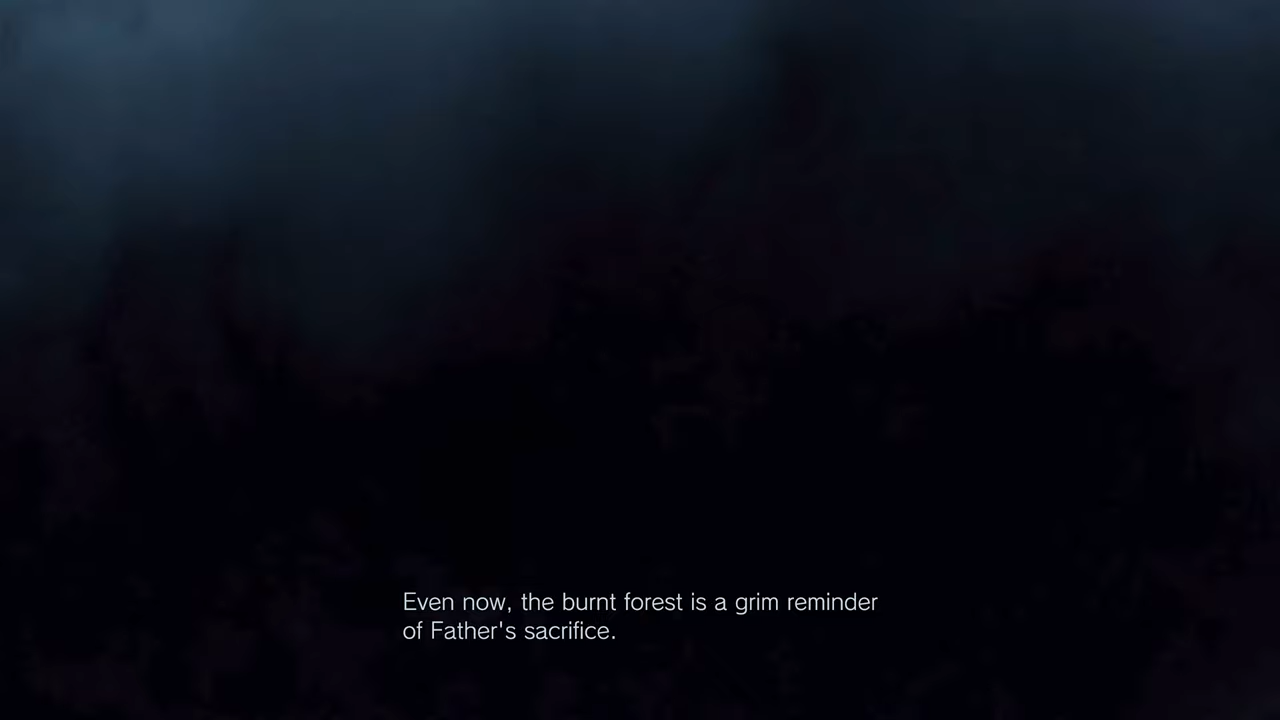 Even now, the burnt forest is a grim reminder
of Father's sacrifice.